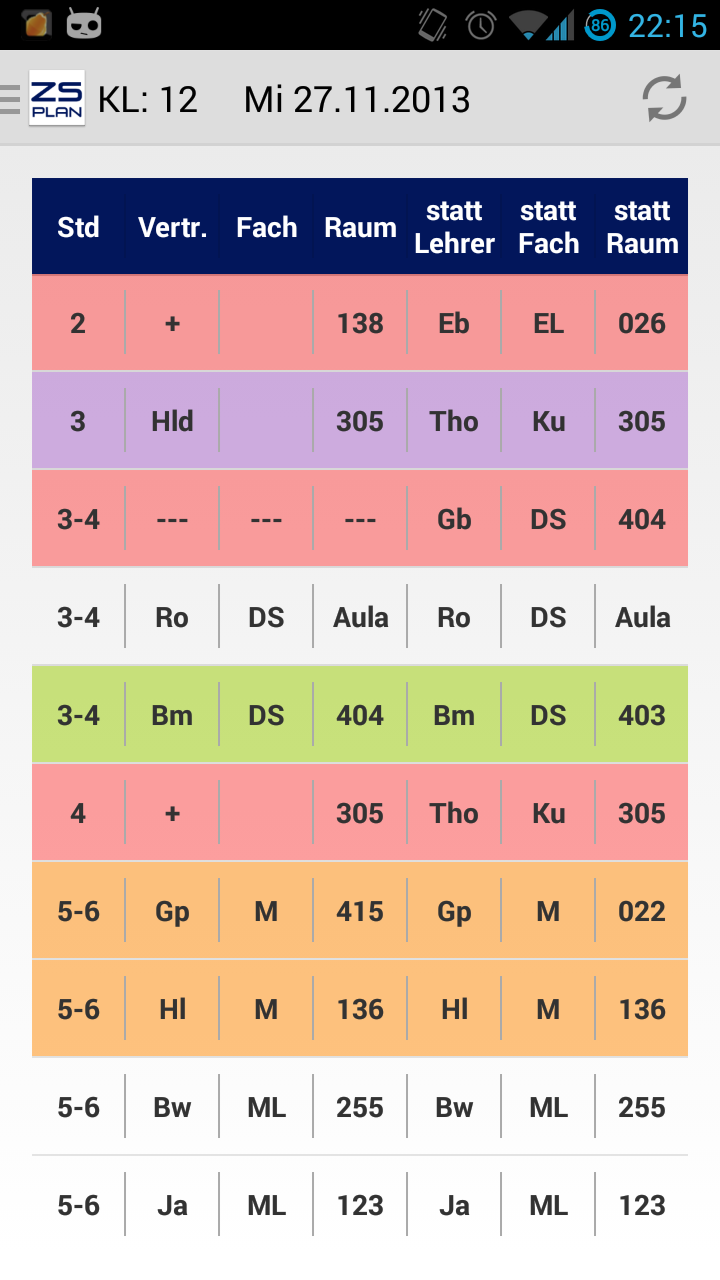 86 22:15
ZS PLAN KL: 12 Mi 27.11.2013
Std Vertr. Fach Raum statt Lehrer statt Fach statt Raum
2 + 138 Eb EL 026
3 Hld 305 Tho Ku 305
3-4 --- --- --- Gb DS 404
3-4 Ro DS Aula Ro DS Aula
3-4 Bm DS 404 Bm DS 403
4 + 305 Tho Ku 305
5-6 Gp M 415 Gp M 022
5-6 Hl M 136 Hl M 136
5-6 Bw ML 255 Bw ML 255
5-6 Ja ML 123 Ja ML 123